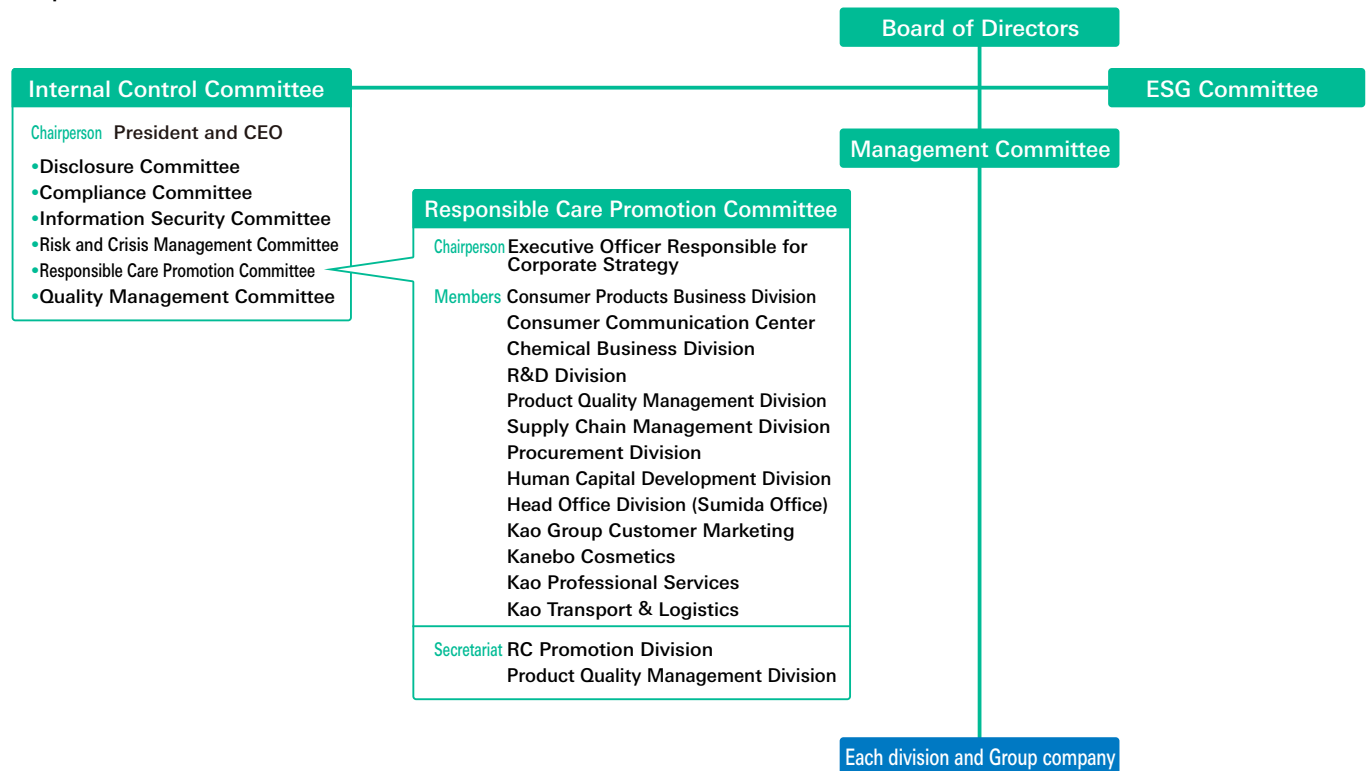 Board of Directors
Internal Control Committee
ESG Committee
Chairperson President and CEO
•Disclosure Committee
•Compliance Committee
•Information Security Committee
•Risk and Crisis Management Committee
•Responsible Care Promotion Committee
•Quality Management Committee
Management Committee
Responsible Care Promotion Committee
Chairperson Executive Officer Responsible for
Corporate Strategy
Members Consumer Products Business Division
Consumer Communication Center
Chemical Business Division
R&D Division
Product Quality Management Division
Supply Chain Management Division
Procurement Division
Human Capital Development Division
Head Office Division (Sumida Office)
Kao Group Customer Marketing
Kanebo Cosmetics
Kao Professional Services
Kao Transport & Logistics
Secretariat RC Promotion Division
Product Quality Management Division
Each division and Group company